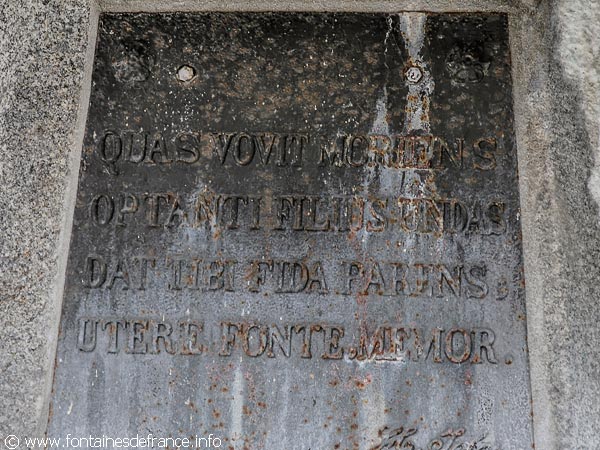 QUAS VOVIT MORIENS
OPTANTI FILIUS UNDAS
DAT TIBI FIDA PARENS,
UTERE FONTE, MEMOR.
© www.fontainesdefrance.info